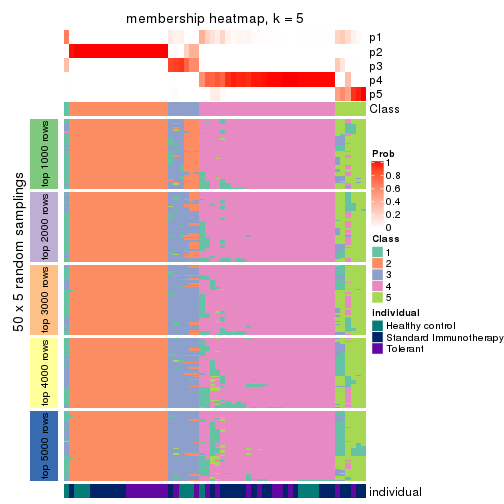 membership heatmap, k = 5
p1
p2
p3
p4
p5
Class
50 x 5 random samplings
top 1000 rows
top 2000 rows
top 3000 rows
top 4000 rows
top 5000 rows
individual
Prob
1
0.8
0.6
0.4
0.2
0
Class
1
2
3
4
5
individual
Healthy control
Standard Immunotherapy
Tolerant